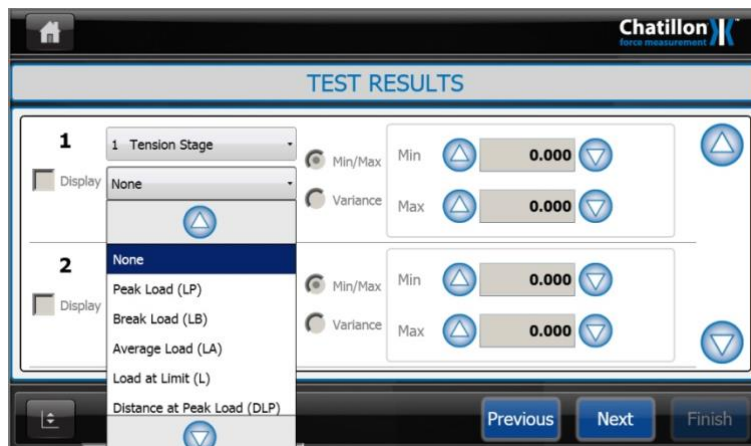 Chatillon
force measurement
TEST RESULTS
1
1 Tension Stage
Display
None
Min/Max
Variance
Min
0.000
Max
0.000
None
Peak Load (LP)
Break Load (LB)
Average Load (LA)
Load at Limit (L)
Distance at Peak Load (DLP)
2
Display
Min/Max
Variance
Min
0.000
Max
0.000
Previous
Next
Finish